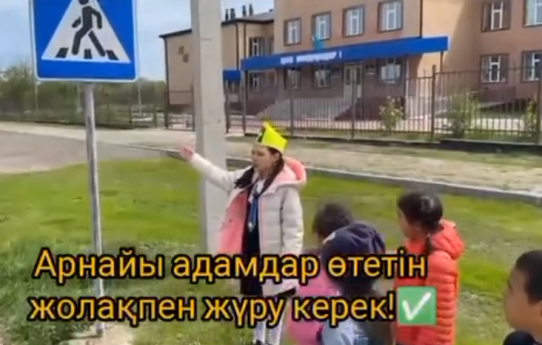 Арнайы адамдар өтетін
жолақпен жүру керек!✅